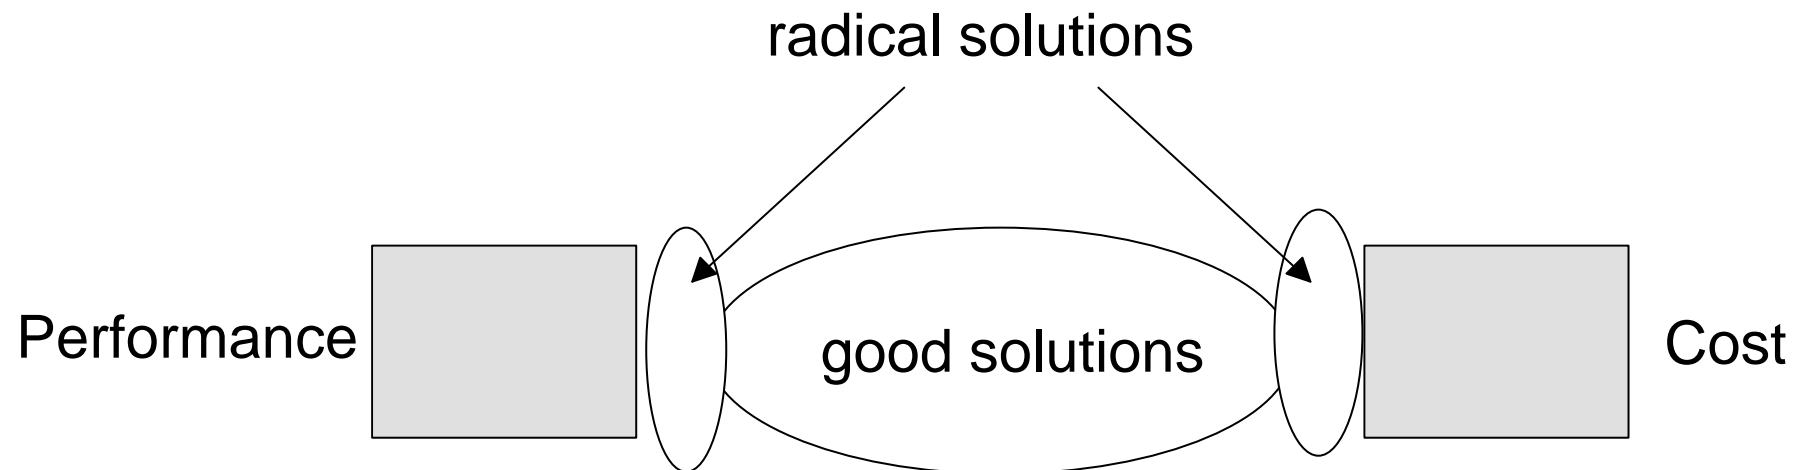 radical solutions
Performance
good solutions
Cost